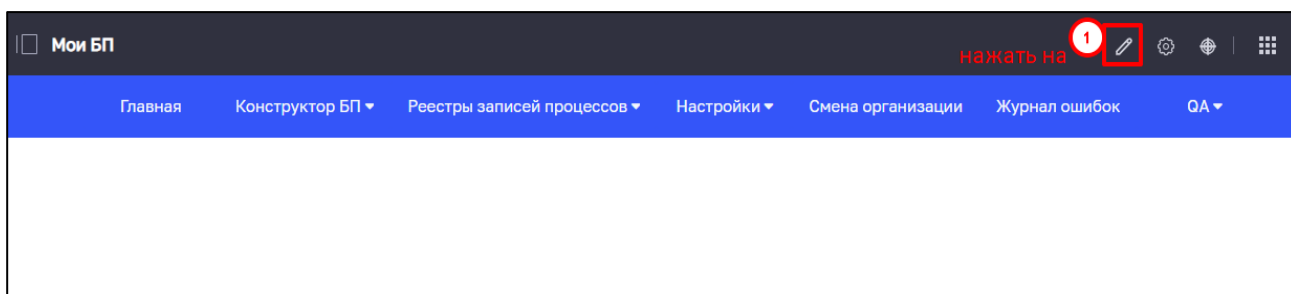 Мои БП
нажать на 1
Главная Конструктор БП Реестры записей процессов Настройки Смена организации Журнал ошибок QA